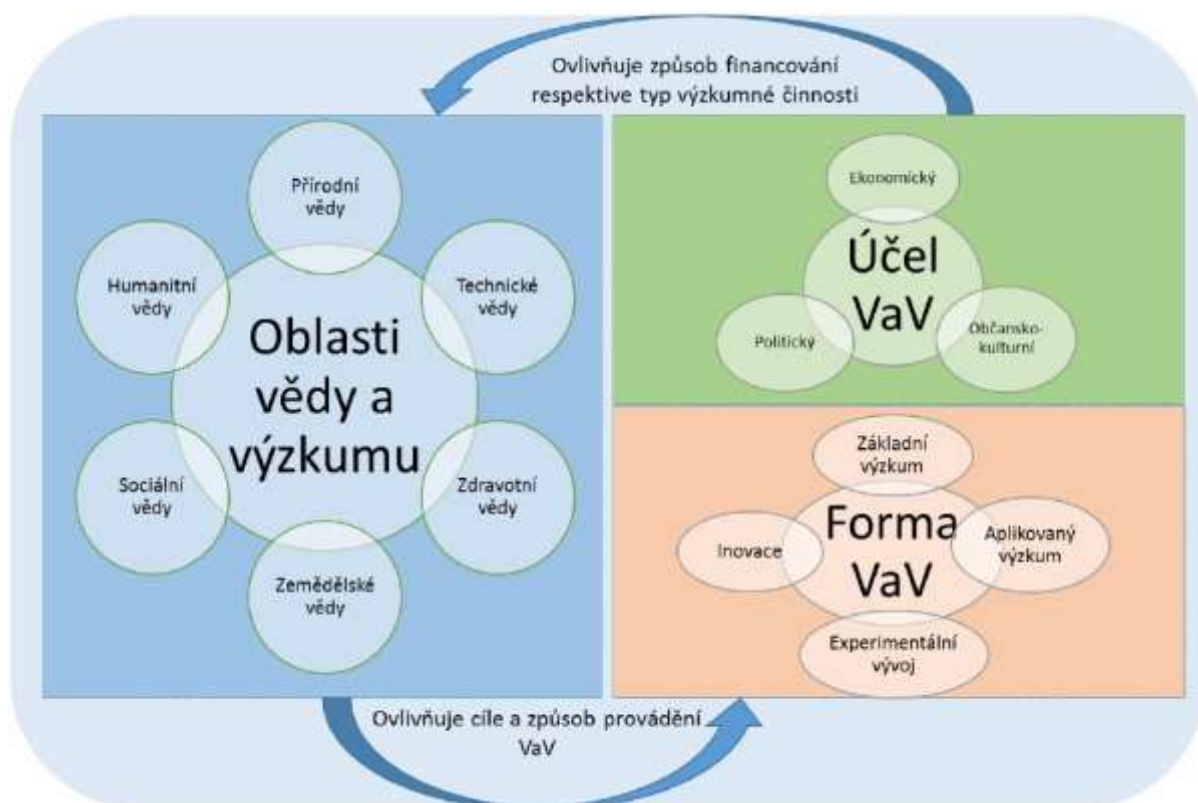 Ovlivňuje způsob financování
respektive typ výzkumné činnosti
Přírodní
vědy
Humanitní
vědy
Technické
vědy
Oblasti
vědy a
výzkumu
Sociální
vědy
Zdravotní
vědy
Zemědělské
vědy
Ekonomický
Účel
VaV
Politický
Občansko-
kulturní
Základní
výzkum
Inovace
Forma
VaV
Aplikovaný
výzkum
Experimentální
vývoj
Ovlivňuje cíle a způsob provádění
VaV